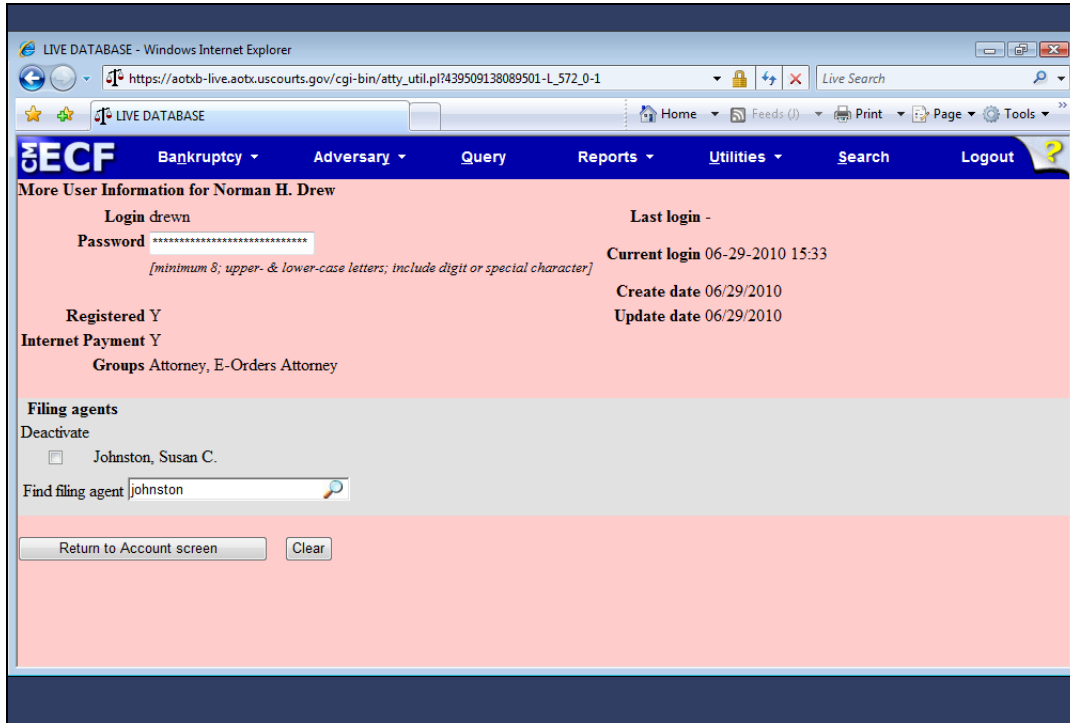 LIVE DATABASE - Windows Internet Explorer
https://aotxb-live.aotx.uscourts.gov/cgi-bin/atty_util.pl?439509138089501-L_572_0-1
Live Search
LIVE DATABASE
Home
Feeds (J)
Print
Page
Tools
»
CM
ECF
Bankruptcy
Adversary
Query
Reports
Utilities
Search
Logout
?
More User Information for Norman H. Drew
Login drewn
Last login -
Password ******************************
[minimum 8; upper- & lower-case letters; include digit or special character]
Current login 06-29-2010 15:33
Create date 06/29/2010
Registered Y
Update date 06/29/2010
Internet Payment Y
Groups Attorney, E-Orders Attorney
Filing agents
Deactivate
Johnston, Susan C.
Find filing agent johnston
Return to Account screen
Clear